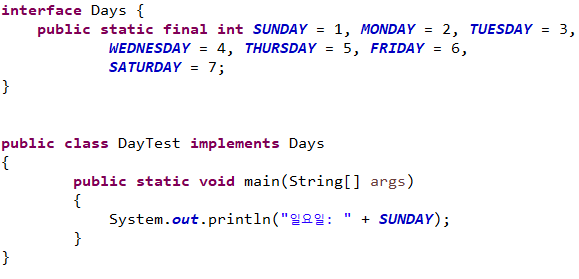 interface Days {
    public static final int SUNDAY = 1, MONDAY = 2, TUESDAY = 3,
            WEDNESDAY = 4, THURSDAY = 5, FRIDAY = 6,
            SATURDAY = 7;
}
public class DayTest implements Days
{
        public static void main(String[] args)
        {
            System.out.println("일요일: " + SUNDAY);
        }
}